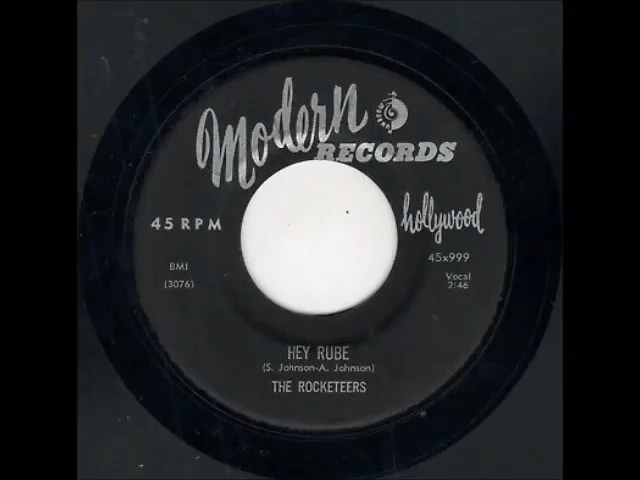 Modern
RECORDS
hollywood
45 RPM
45x999
BMI
(3076)
Vocal
2:46
HEY RUBE
(S. Johnson-A. Johnson)
THE ROCKETEERS